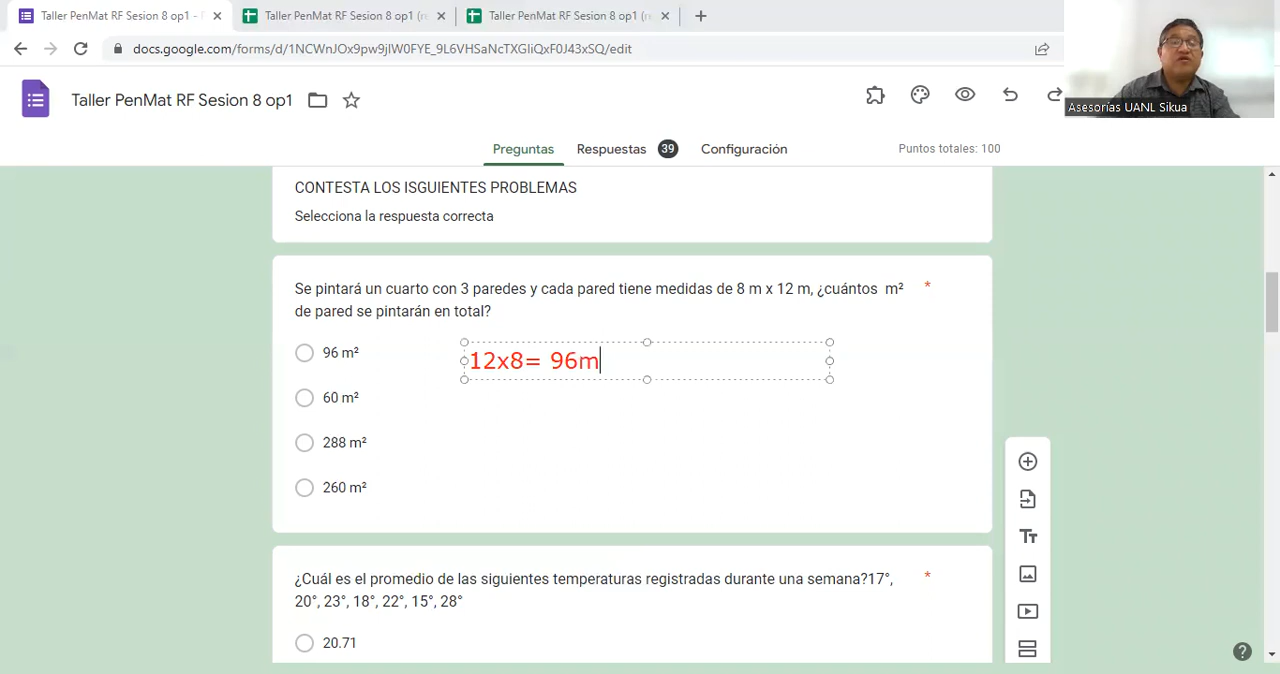 Taller PenMat RF Sesion 8 op1 -
Taller PenMat RF Sesion 8 op1 (re
Taller PenMat RF Sesion 8 op1 (re
docs.google.com/forms/d/1NCWnJOx9pw9jlW0FYE_9L6VHSaNcTXGliQxF0J43xSQ/edit
Taller PenMat RF Sesion 8 op1
Asesorías UANL Sikua
Preguntas Respuestas 39 Configuración Puntos totales: 100
CONTESTA LOS ISGUIENTES PROBLEMAS
Selecciona la respuesta correcta
Se pintará un cuarto con 3 paredes y cada pared tiene medidas de 8 m x 12 m, ¿cuántos m² *
de pared se pintarán en total?
96 m²
12x8= 96m
60 m²
288 m²
260 m²
Tт
¿Cuál es el promedio de las siguientes temperaturas registradas durante una semana?17°, *
20°, 23°, 18°, 22°, 15°, 28°
20.71